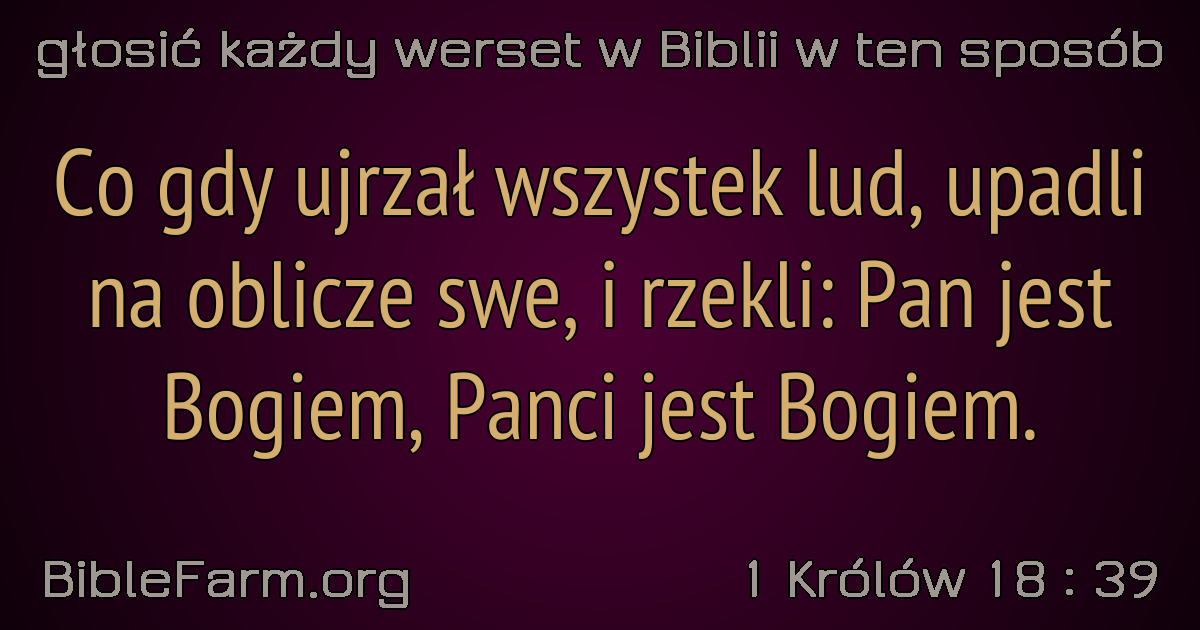 głosić każdy werset w Biblii w ten sposób
Co gdy ujrzał wszystek lud, upadli
na oblicze swe, i rzekli: Pan jest
Bogiem, Panci jest Bogiem.
BibleFarm.org
1 Królów 18 : 39